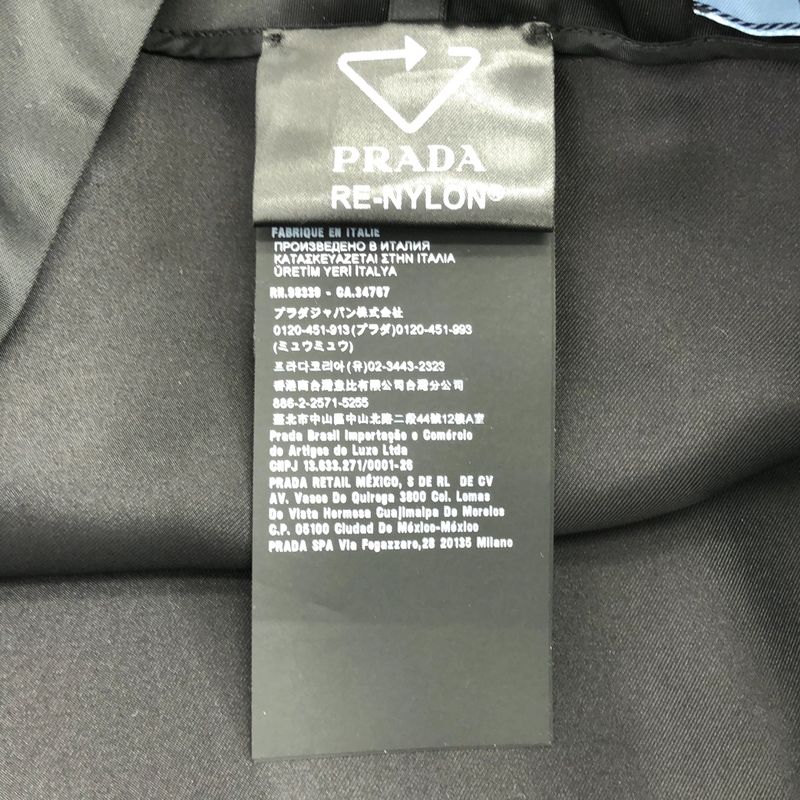 PRADA
RE-NYLON®
FABRIQUE EN ITALIE
ПРОИЗВЕДЕНО В ИТАЛИЯ
ΚΑΤΑΣΚΕΥΑΖΕΤΑΙ ΣΤΗΝ ΙΤΑΛΙΑ
ÜRETİM YERİ İTALYA
RN.98339 - CA.34767
プラダジャパン株式会社
0120-451-913(プラダ)0120-451-993
(ミュウミュウ)
프라다코리아(유)02-3443-2323
香港商台灣壹比有限公司台灣分公司
886-2-2571-5255
臺北市中山區中山北路二段44號12樓A室
Prada Brasil Importação e Comércio
de Artigos de Luxo Ltda
CNPJ 13.633.271/0001-26
PRADA RETAIL MÉXICO, S DE RL DE CV
AV. Vasco De Quiroga 3800 Col. Lomas
De Vista Hermosa Cuajimalpa De Morelos
C.P. 05100 Ciudad De México-México
PRADA SPA Via Fogazzaro,28 20135 Milano